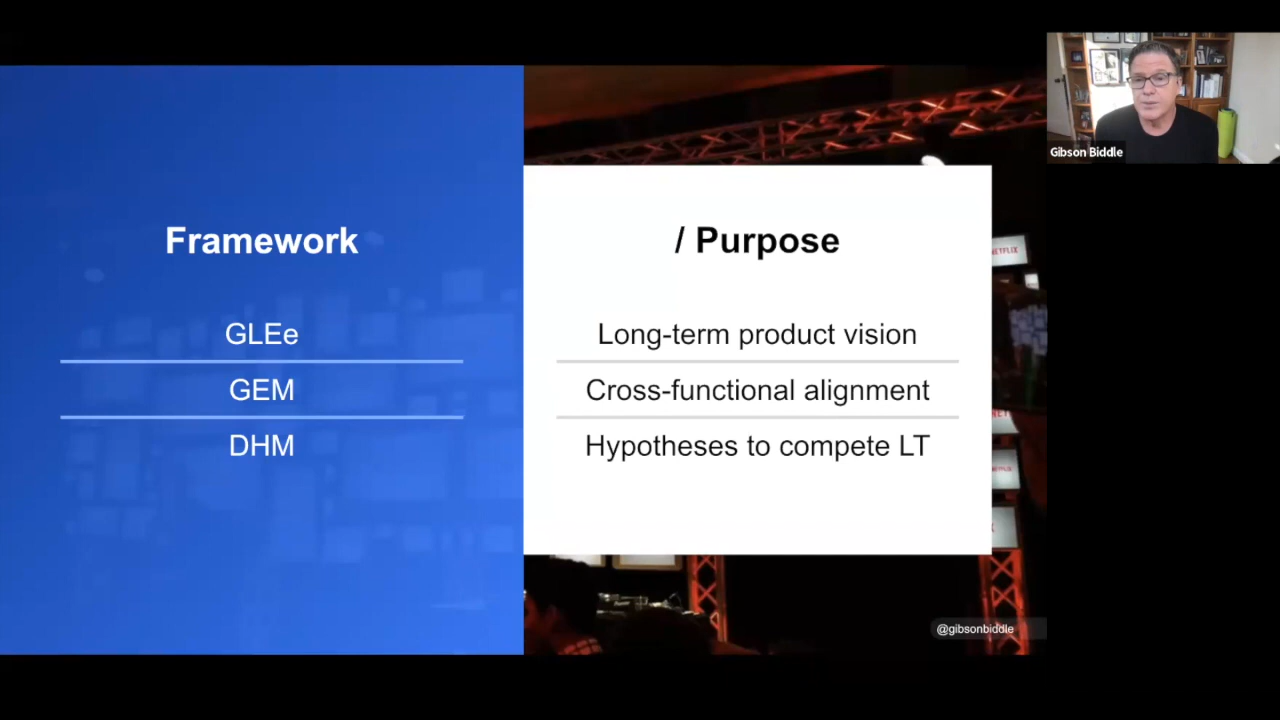 Framework
/ Purpose
GLEe
Long-term product vision
GEM
Cross-functional alignment
DHM
Hypotheses to compete LT
@gibsonbiddle
Gibson Biddle
NETFLIX